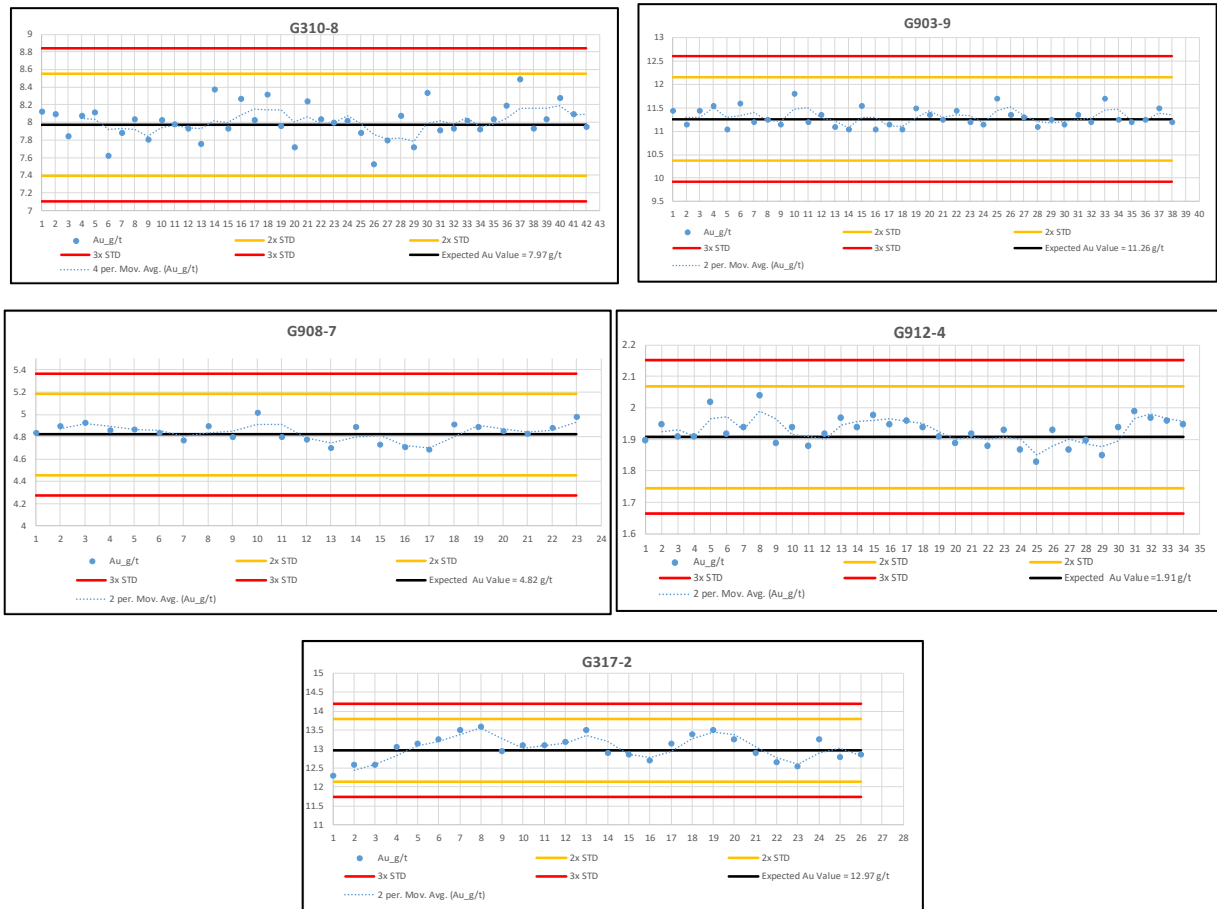 G310-8
9
8.8
8.6
8.4
8.2
8
7.8
7.6
7.4
7.2
7
1 2 3 4 5 6 7 8 9 10 11 12 13 14 15 16 17 18 19 20 21 22 23 24 25 26 27 28 29 30 31 32 33 34 35 36 37 38 39 40 41 42 43
Au_g/t 2x STD 2x STD
3x STD 3x STD Expected Au Value = 7.97 g/t
4 per. Mov. Avg. (Au_g/t)
G903-9
13
12.5
12
11.5
11
10.5
10
9.5
1 2 3 4 5 6 7 8 9 10 11 12 13 14 15 16 17 18 19 20 21 22 23 24 25 26 27 28 29 30 31 32 33 34 35 36 37 38 39 40
Au_g/t 2x STD 2x STD
3x STD 3x STD Expected Au Value = 11.26 g/t
2 per. Mov. Avg. (Au_g/t)
G908-7
5.4
5.2
5
4.8
4.6
4.4
4.2
4
1 2 3 4 5 6 7 8 9 10 11 12 13 14 15 16 17 18 19 20 21 22 23 24
Au_g/t 2x STD 2x STD
3x STD 3x STD Expected Au Value = 4.82 g/t
2 per. Mov. Avg. (Au_g/t)
G912-4
2.2
2.1
2
1.9
1.8
1.7
1.6
1 2 3 4 5 6 7 8 9 10 11 12 13 14 15 16 17 18 19 20 21 22 23 24 25 26 27 28 29 30 31 32 33 34 35
Au_g/t 2x STD 2x STD
3x STD 3x STD Expected Au Value =1.91 g/t
2 per. Mov. Avg. (Au_g/t)
G317-2
15
14.5
14
13.5
13
12.5
12
11.5
11
1 2 3 4 5 6 7 8 9 10 11 12 13 14 15 16 17 18 19 20 21 22 23 24 25 26 28
Au_g/t 2x STD 2x STD
3x STD 3x STD Expected Au Value = 12.97 g/t
2 per. Mov. Avg. (Au_g/t)